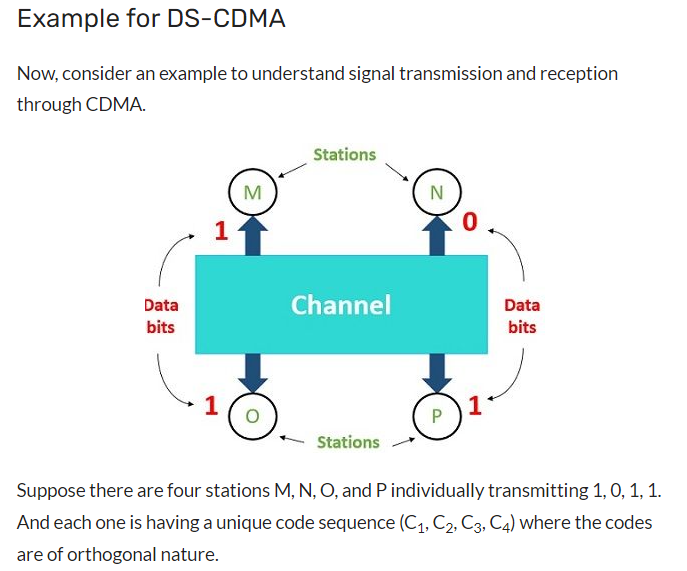 Example for DS-CDMA
Now, consider an example to understand signal transmission and reception
through CDMA.
Stations
M
N
1
0
Data
bits
Channel
Data
bits
1
O
P
1
Stations
Suppose there are four stations M, N, O, and P individually transmitting 1, 0, 1, 1.
And each one is having a unique code sequence (C₁, C₂, C₃, C₄) where the codes
are of orthogonal nature.